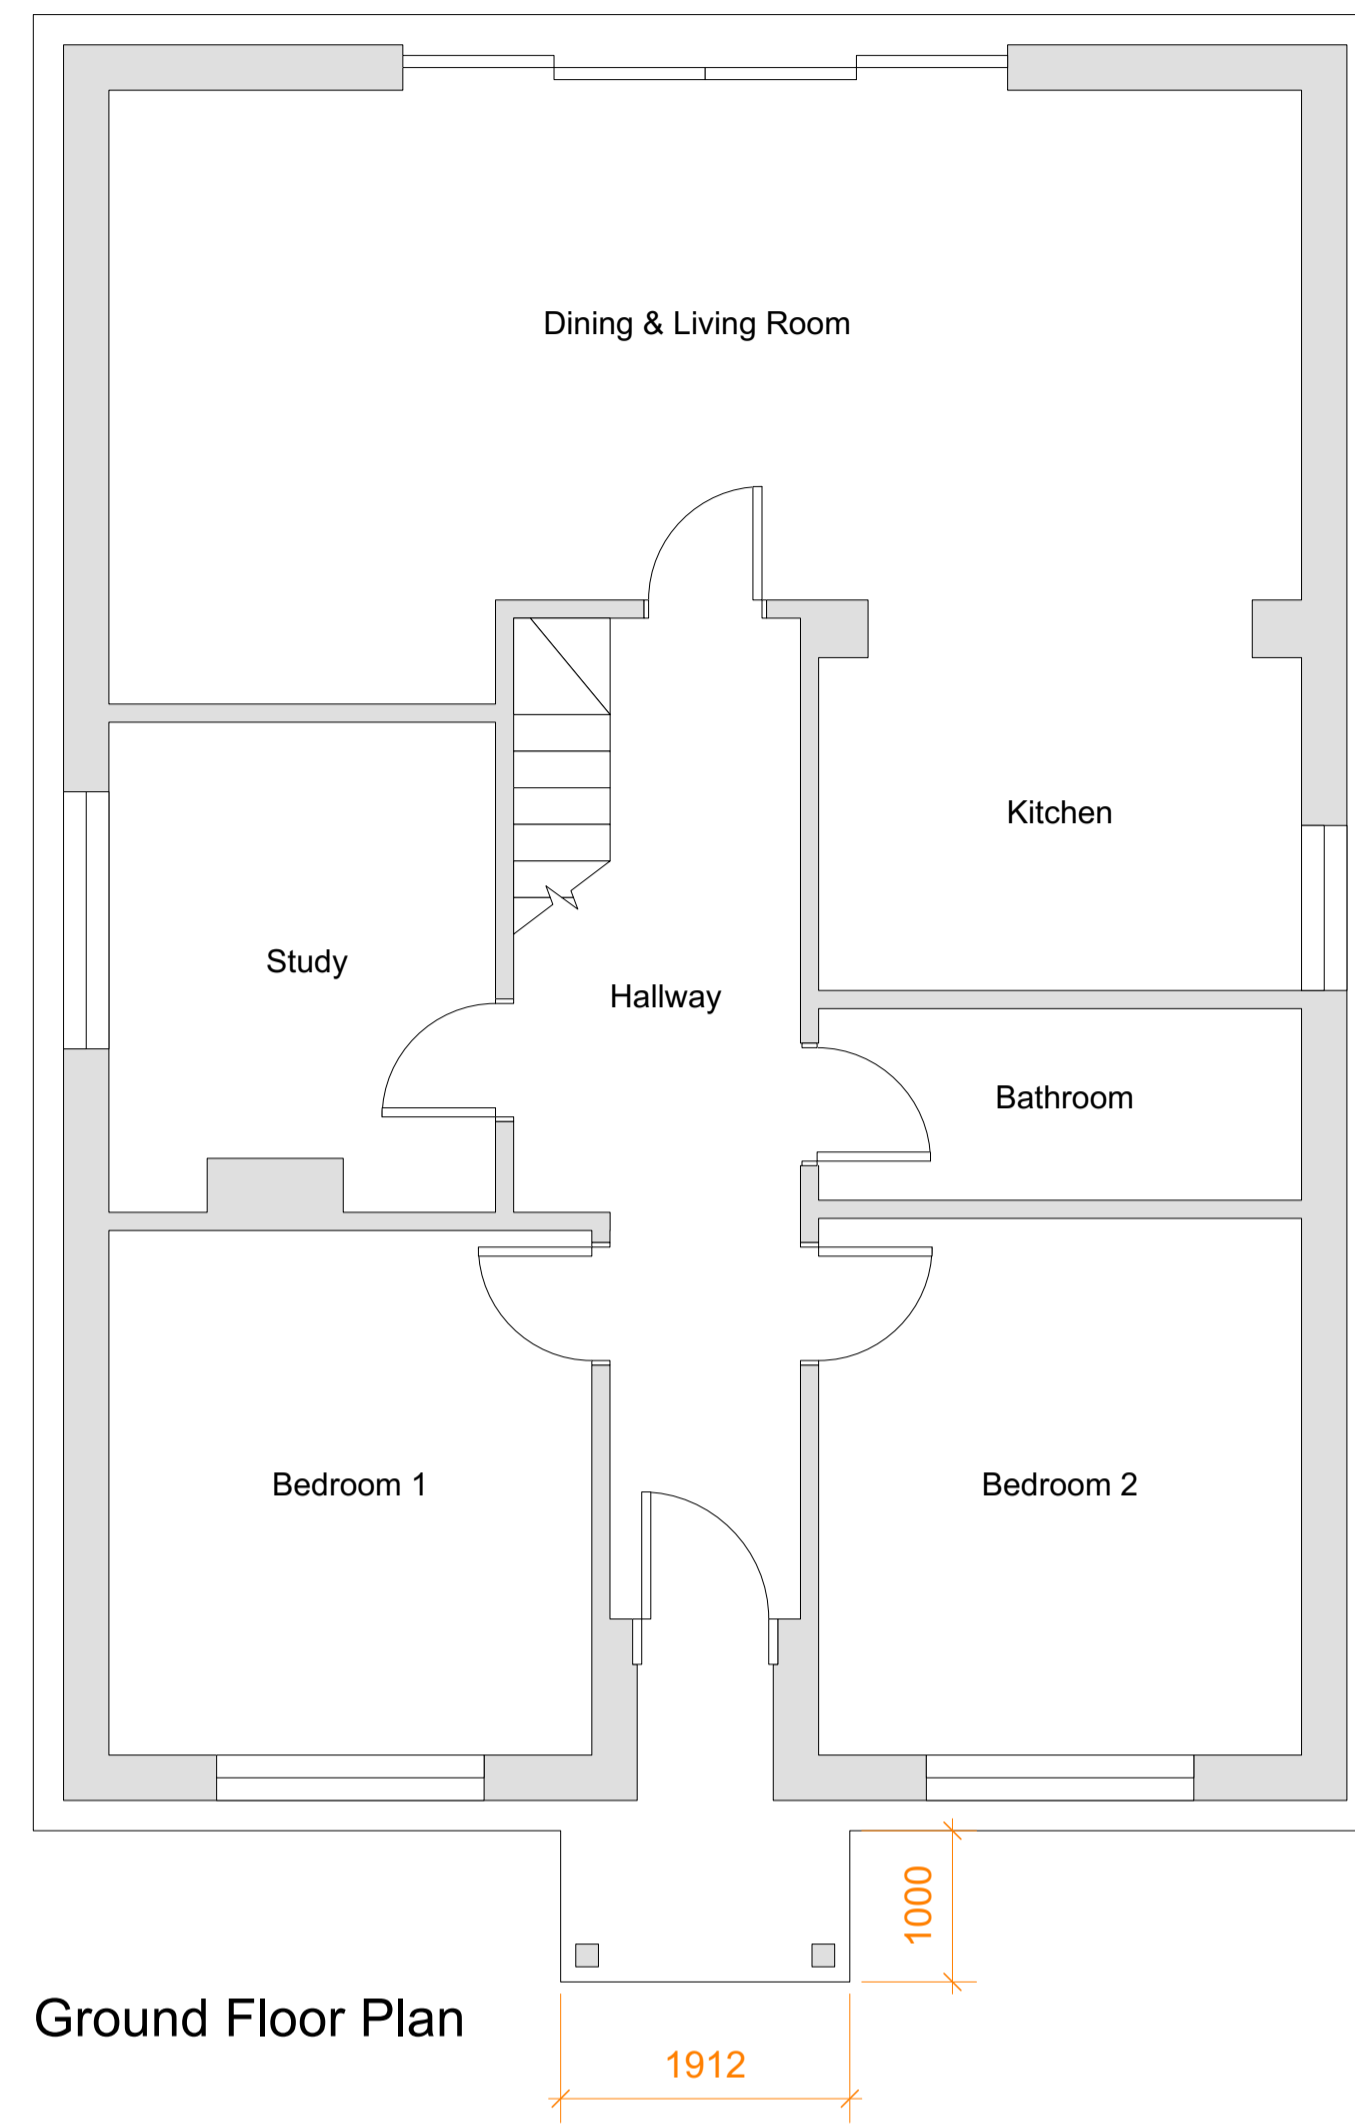 Dining & Living Room
Kitchen
Study
Hallway
Bathroom
Bedroom 1
Bedroom 2
1000
Ground Floor Plan
1912